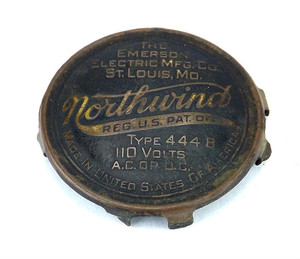 THE
EMERSON
ELECTRIC MFG. CO.
ST. LOUIS, MO.
Northwind
REG. U.S. PAT. OFF.
TYPE 444 B
110 VOLTS
A.C. OR D.C.
MADE IN UNITED STATES OF AMERICA